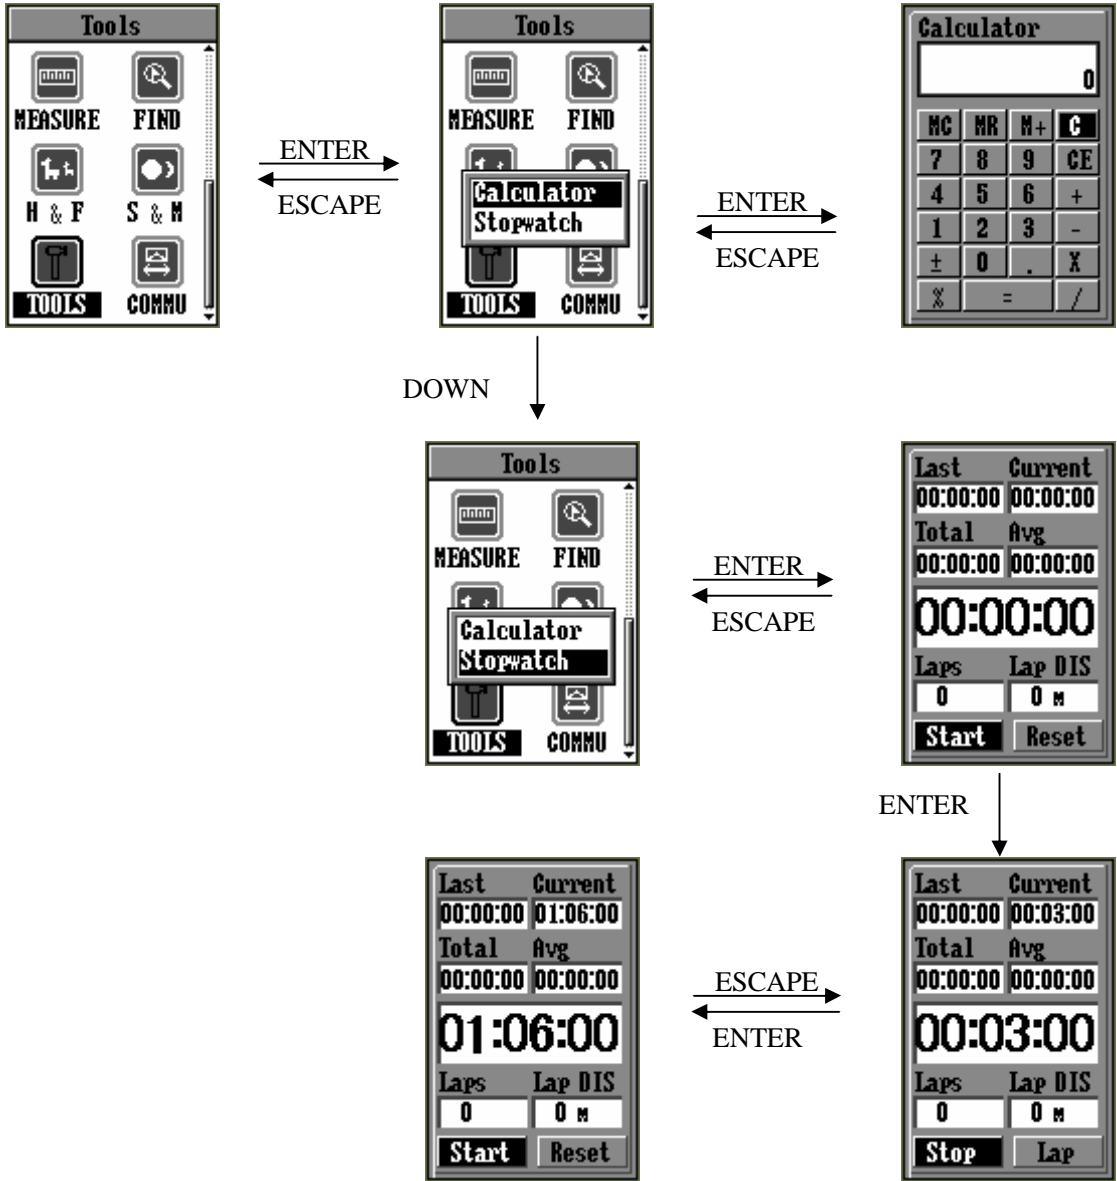 Tools
MEASURE FIND
H & F S & M
TOOLS COMMU
ENTER
ESCAPE
Tools
MEASURE FIND
Calculator
Stopwatch
TOOLS COMMU
ENTER
ESCAPE
Calculator
0
MC MR M+ C
7 8 9 CE
4 5 6 +
1 2 3 -
± 0 . X
% = /
DOWN
Tools
MEASURE FIND
Calculator
Stopwatch
TOOLS COMMU
ENTER
ESCAPE
Last Current
00:00:00 00:00:00
Total Avg
00:00:00 00:00:00
00:00:00
Laps Lap DIS
0 0 M
Start Reset
ENTER
Last Current
00:00:00 01:06:00
Total Avg
00:00:00 00:00:00
01:06:00
Laps Lap DIS
0 0 M
Start Reset
ESCAPE
ENTER
Last Current
00:00:00 00:03:00
Total Avg
00:00:00 00:00:00
00:03:00
Laps Lap DIS
0 0 M
Stop Lap